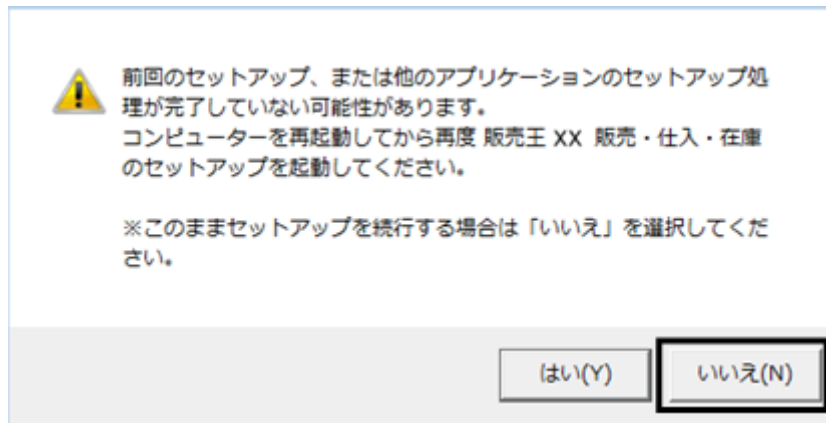 前回のセットアップ、または他のアプリケーションのセットアップ処
理が完了していない可能性があります。
コンピューターを再起動してから再度 販売王 XX 販売・仕入・在庫
のセットアップを起動してください。
※このままセットアップを続行する場合は「いいえ」を選択してくだ
さい。
はい(Y)
いいえ(N)